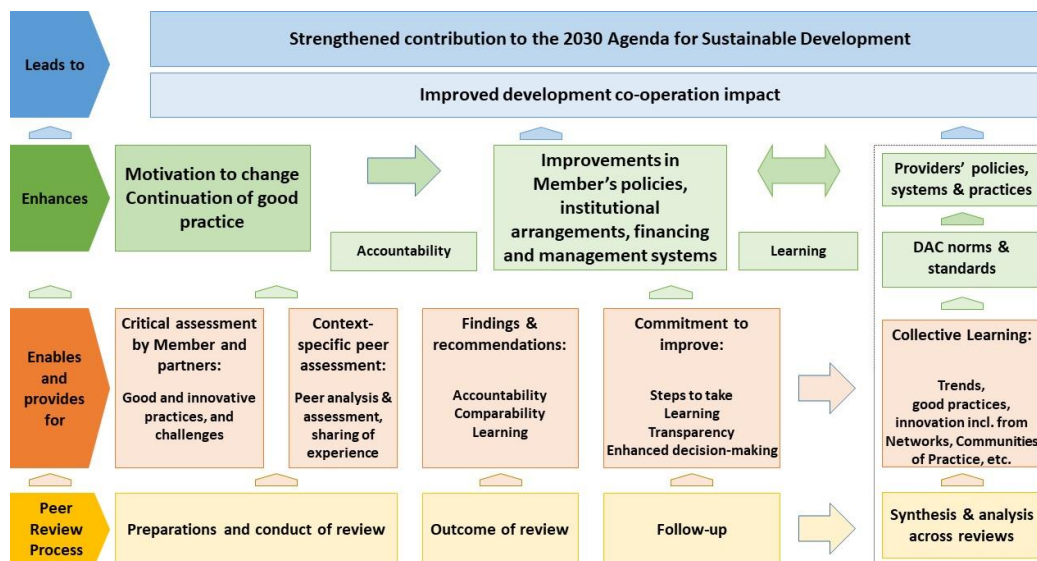 Leads to
Strengthened contribution to the 2030 Agenda for Sustainable Development
Improved development co-operation impact
Enhances
Motivation to change
Continuation of good
practice
Accountability
Improvements in
Member's policies,
institutional
arrangements, financing
and management systems
Learning
Providers' policies,
systems & practices
DAC norms &
standards
Enables
and
provides
for
Critical assessment
by Member and
partners:
Good and innovative
practices, and
challenges
Context-
specific peer
assessment:
Peer analysis &
assessment,
sharing of
experience
Findings &
recommendations:
Accountability
Comparability
Learning
Commitment to
improve:
Steps to take
Learning
Transparency
Enhanced decision-making
Collective Learning:
Trends,
good practices,
innovation incl. from
Networks, Communities
of Practice, etc.
Peer
Review
Process
Preparations and conduct of review
Outcome of review
Follow-up
Synthesis & analysis
across reviews